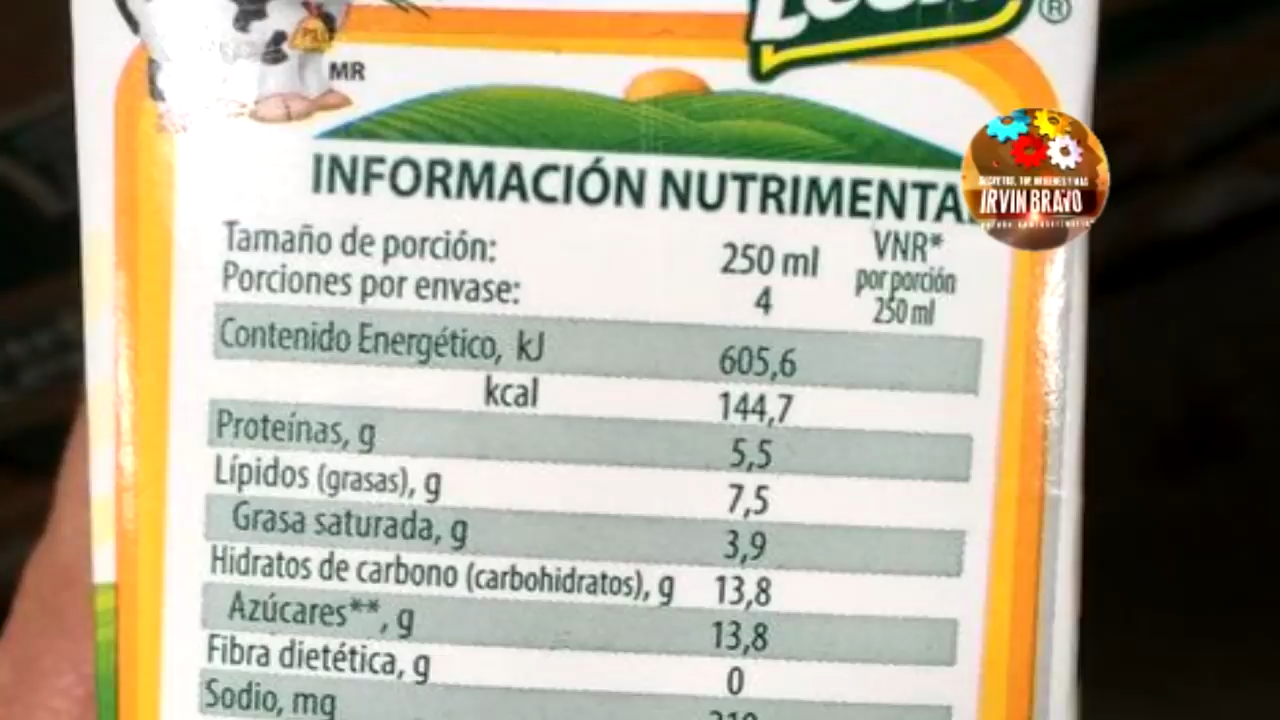 ®
MR
INFORMACIÓN NUTRIMENTA
IRVIN BRAVO
Tamaño de porción: 250 ml
Porciones por envase: 4
VNR*
por porción
250 ml
Contenido Energético, kJ 605,6
kcal 144,7
Proteínas, g 5,5
Lípidos (grasas), g 7,5
Grasa saturada, g 3,9
Hidratos de carbono (carbohidratos), g 13,8
Azúcares**, g 13,8
Fibra dietética, g 0
Sodio, mg